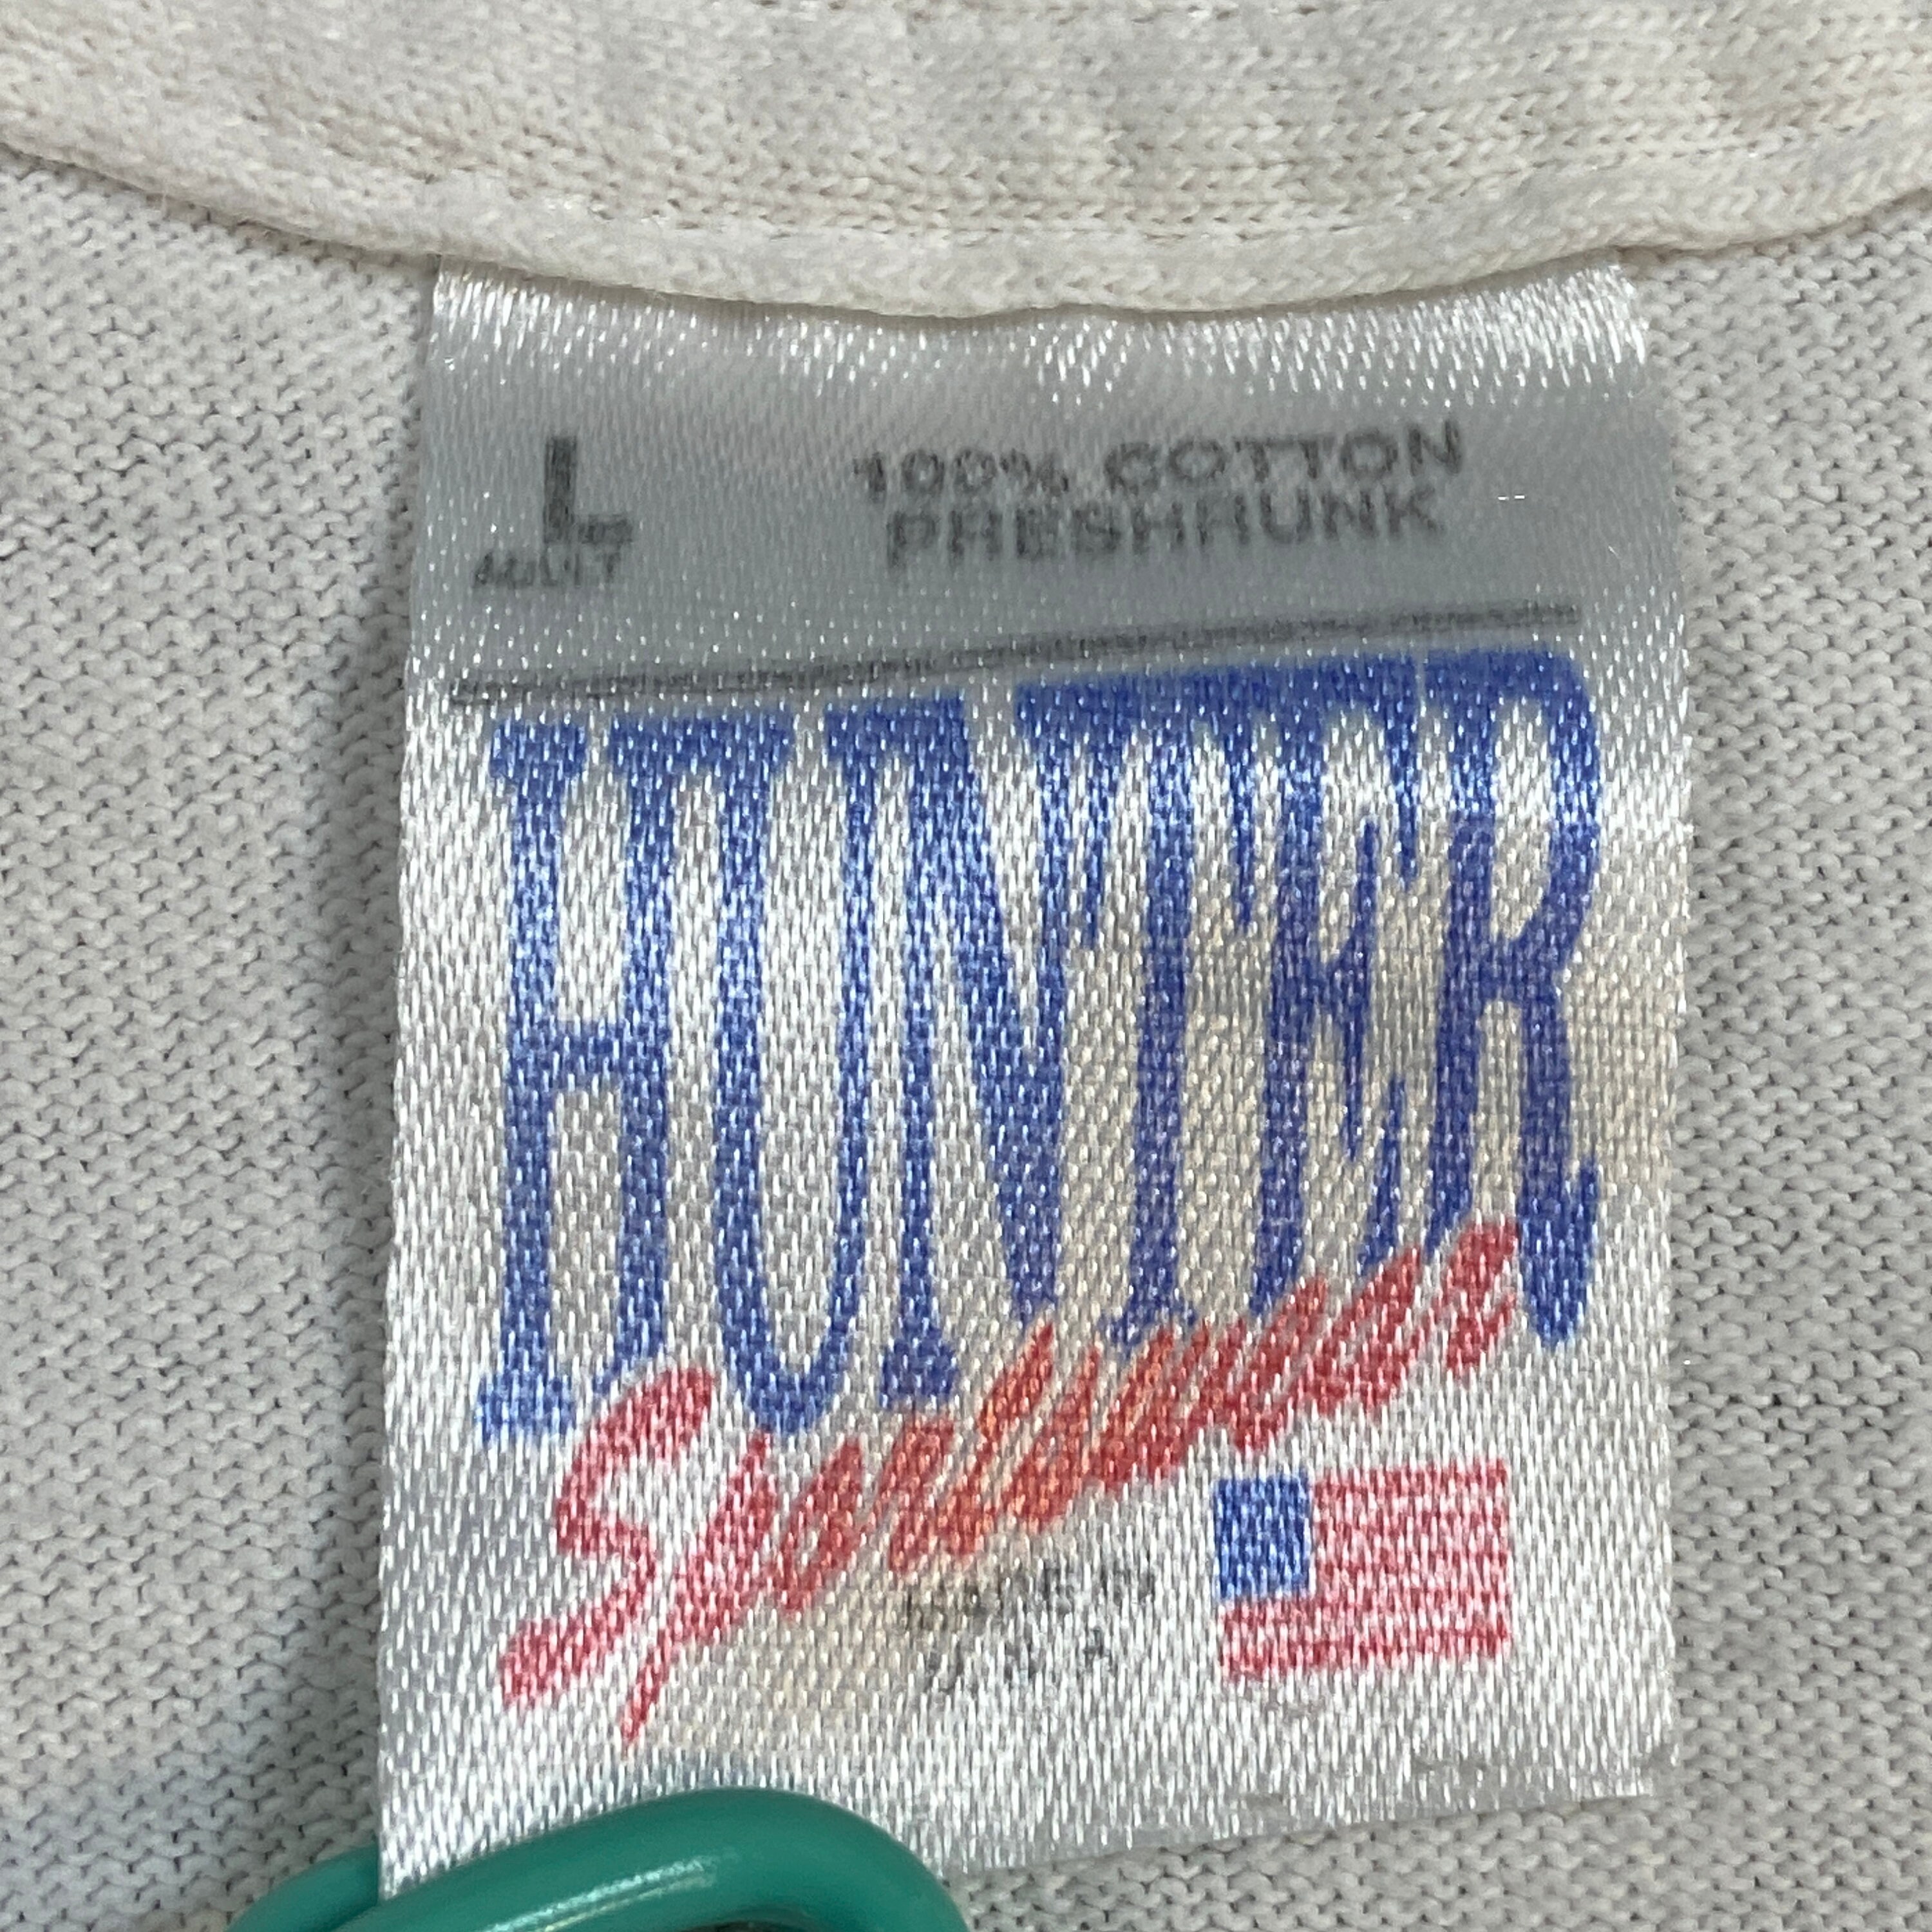 L
ADULT
100% COTTON
PRESHRUNK
HUNTER
Sportswear